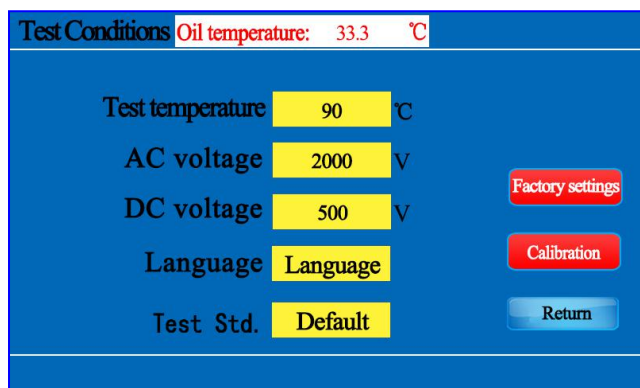 Test Conditions Oil temperature: 33.3 ℃
Test temperature 90 ℃
AC voltage 2000 V
DC voltage 500 V
Factory settings
Language Language
Calibration
Test Std. Default
Return